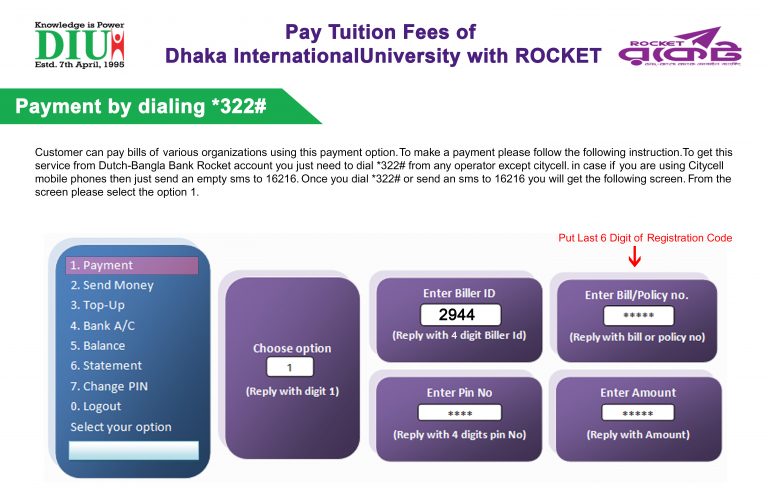 Knowledge is Power
DIU
Estd. 7th April, 1995
Pay Tuition Fees of
Dhaka InternationalUniversity with ROCKET
ROCKET
রকেট
Payment by dialing *322#
Customer can pay bills of various organizations using this payment option.To make a payment please follow the following instruction.To get this
service from Dutch-Bangla Bank Rocket account you just need to dial *322# from any operator except citycell. in case if you are using Citycell
mobile phones then just send an empty sms to 16216. Once you dial *322# or send an sms to 16216 you will get the following screen. From the
screen please select the option 1.
Put Last 6 Digit of Registration Code
1. Payment
2. Send Money
3. Top-Up
4. Bank A/C
5. Balance
6. Statement
7. Change PIN
0. Logout
Select your option
Choose option
1
(Reply with digit 1)
Enter Biller ID
2944
(Reply with 4 digit Biller Id)
Enter Bill/Policy no.
*****
(Reply with bill or policy no)
Enter Pin No
****
(Reply with 4 digits pin No)
Enter Amount
*****
(Reply with Amount)